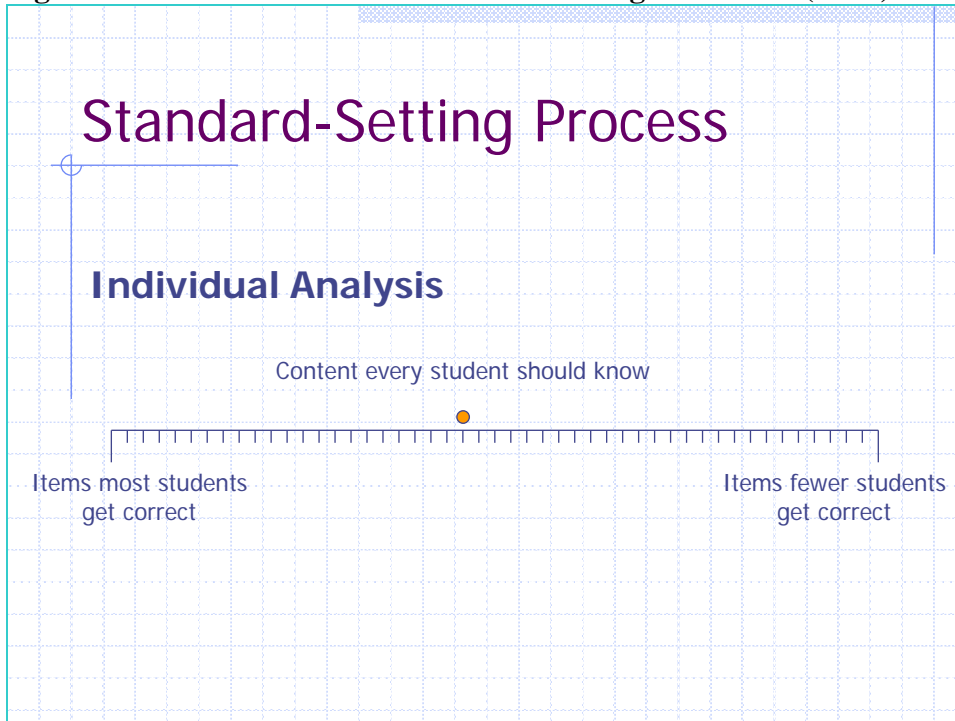 Standard-Setting Process
Individual Analysis
Content every student should know
Items most students
get correct
Items fewer students
get correct